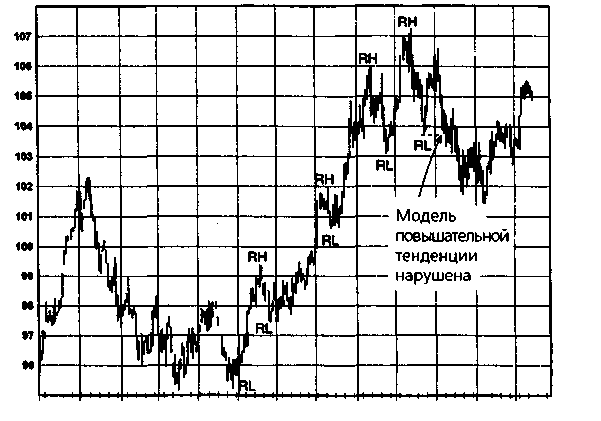 107
RH
RH
106
105
104
RL
103
RL
RH
102
Модель
повышательной
тенденции
нарушена
101
RL
100
RH
99
98
RL
97
96
RL